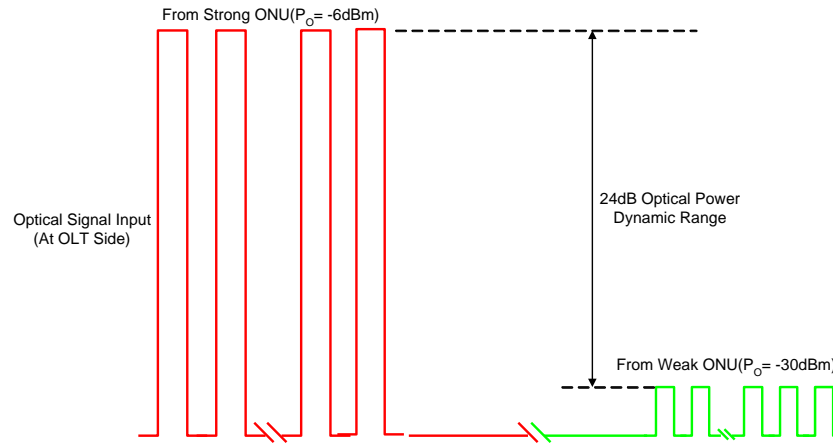 From Strong ONU(PO= -6dBm)
Optical Signal Input
(At OLT Side)
24dB Optical Power
Dynamic Range
From Weak ONU(PO= -30dBm)